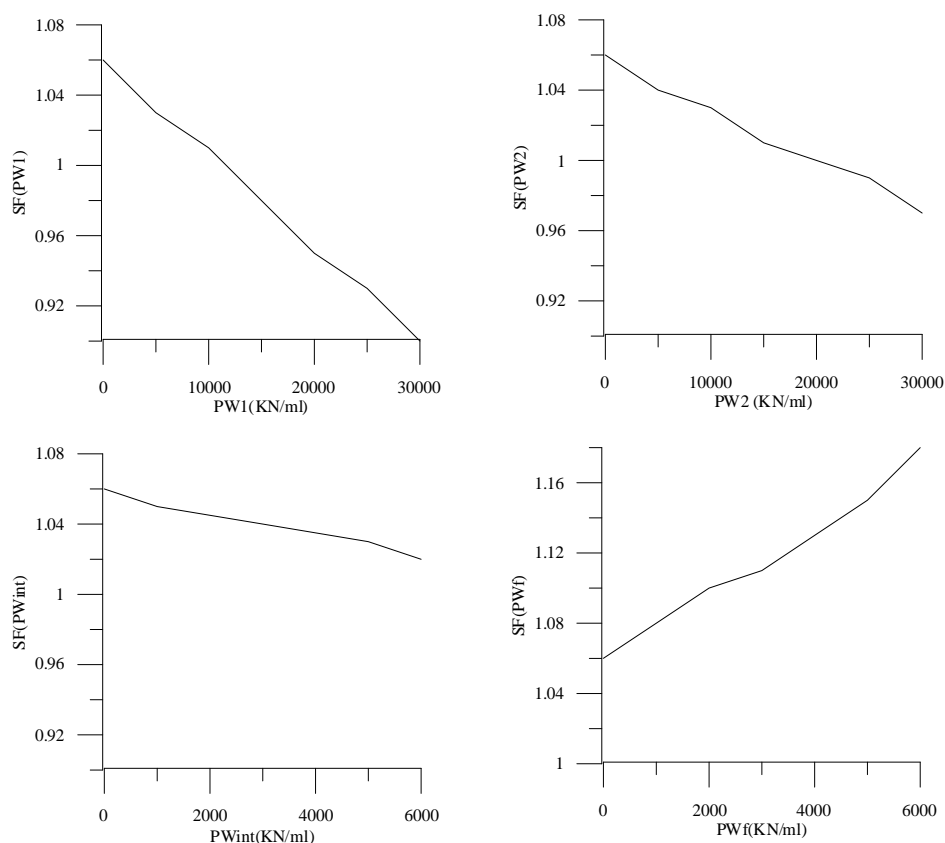 1.08
1.04
1
0.96
0.92
SF(PW1)
0 10000 20000 30000
PW1(KN/ml)
1.08
1.04
1
0.96
0.92
SF(PW2)
0 10000 20000 30000
PW2 (KN/ml)
1.08
1.04
1
0.96
0.92
SF(PWint)
0 2000 4000 6000
PWint(KN/ml)
1.16
1.12
1.08
1.04
1
SF(PWf)
0 2000 4000 6000
PWf(KN/ml)